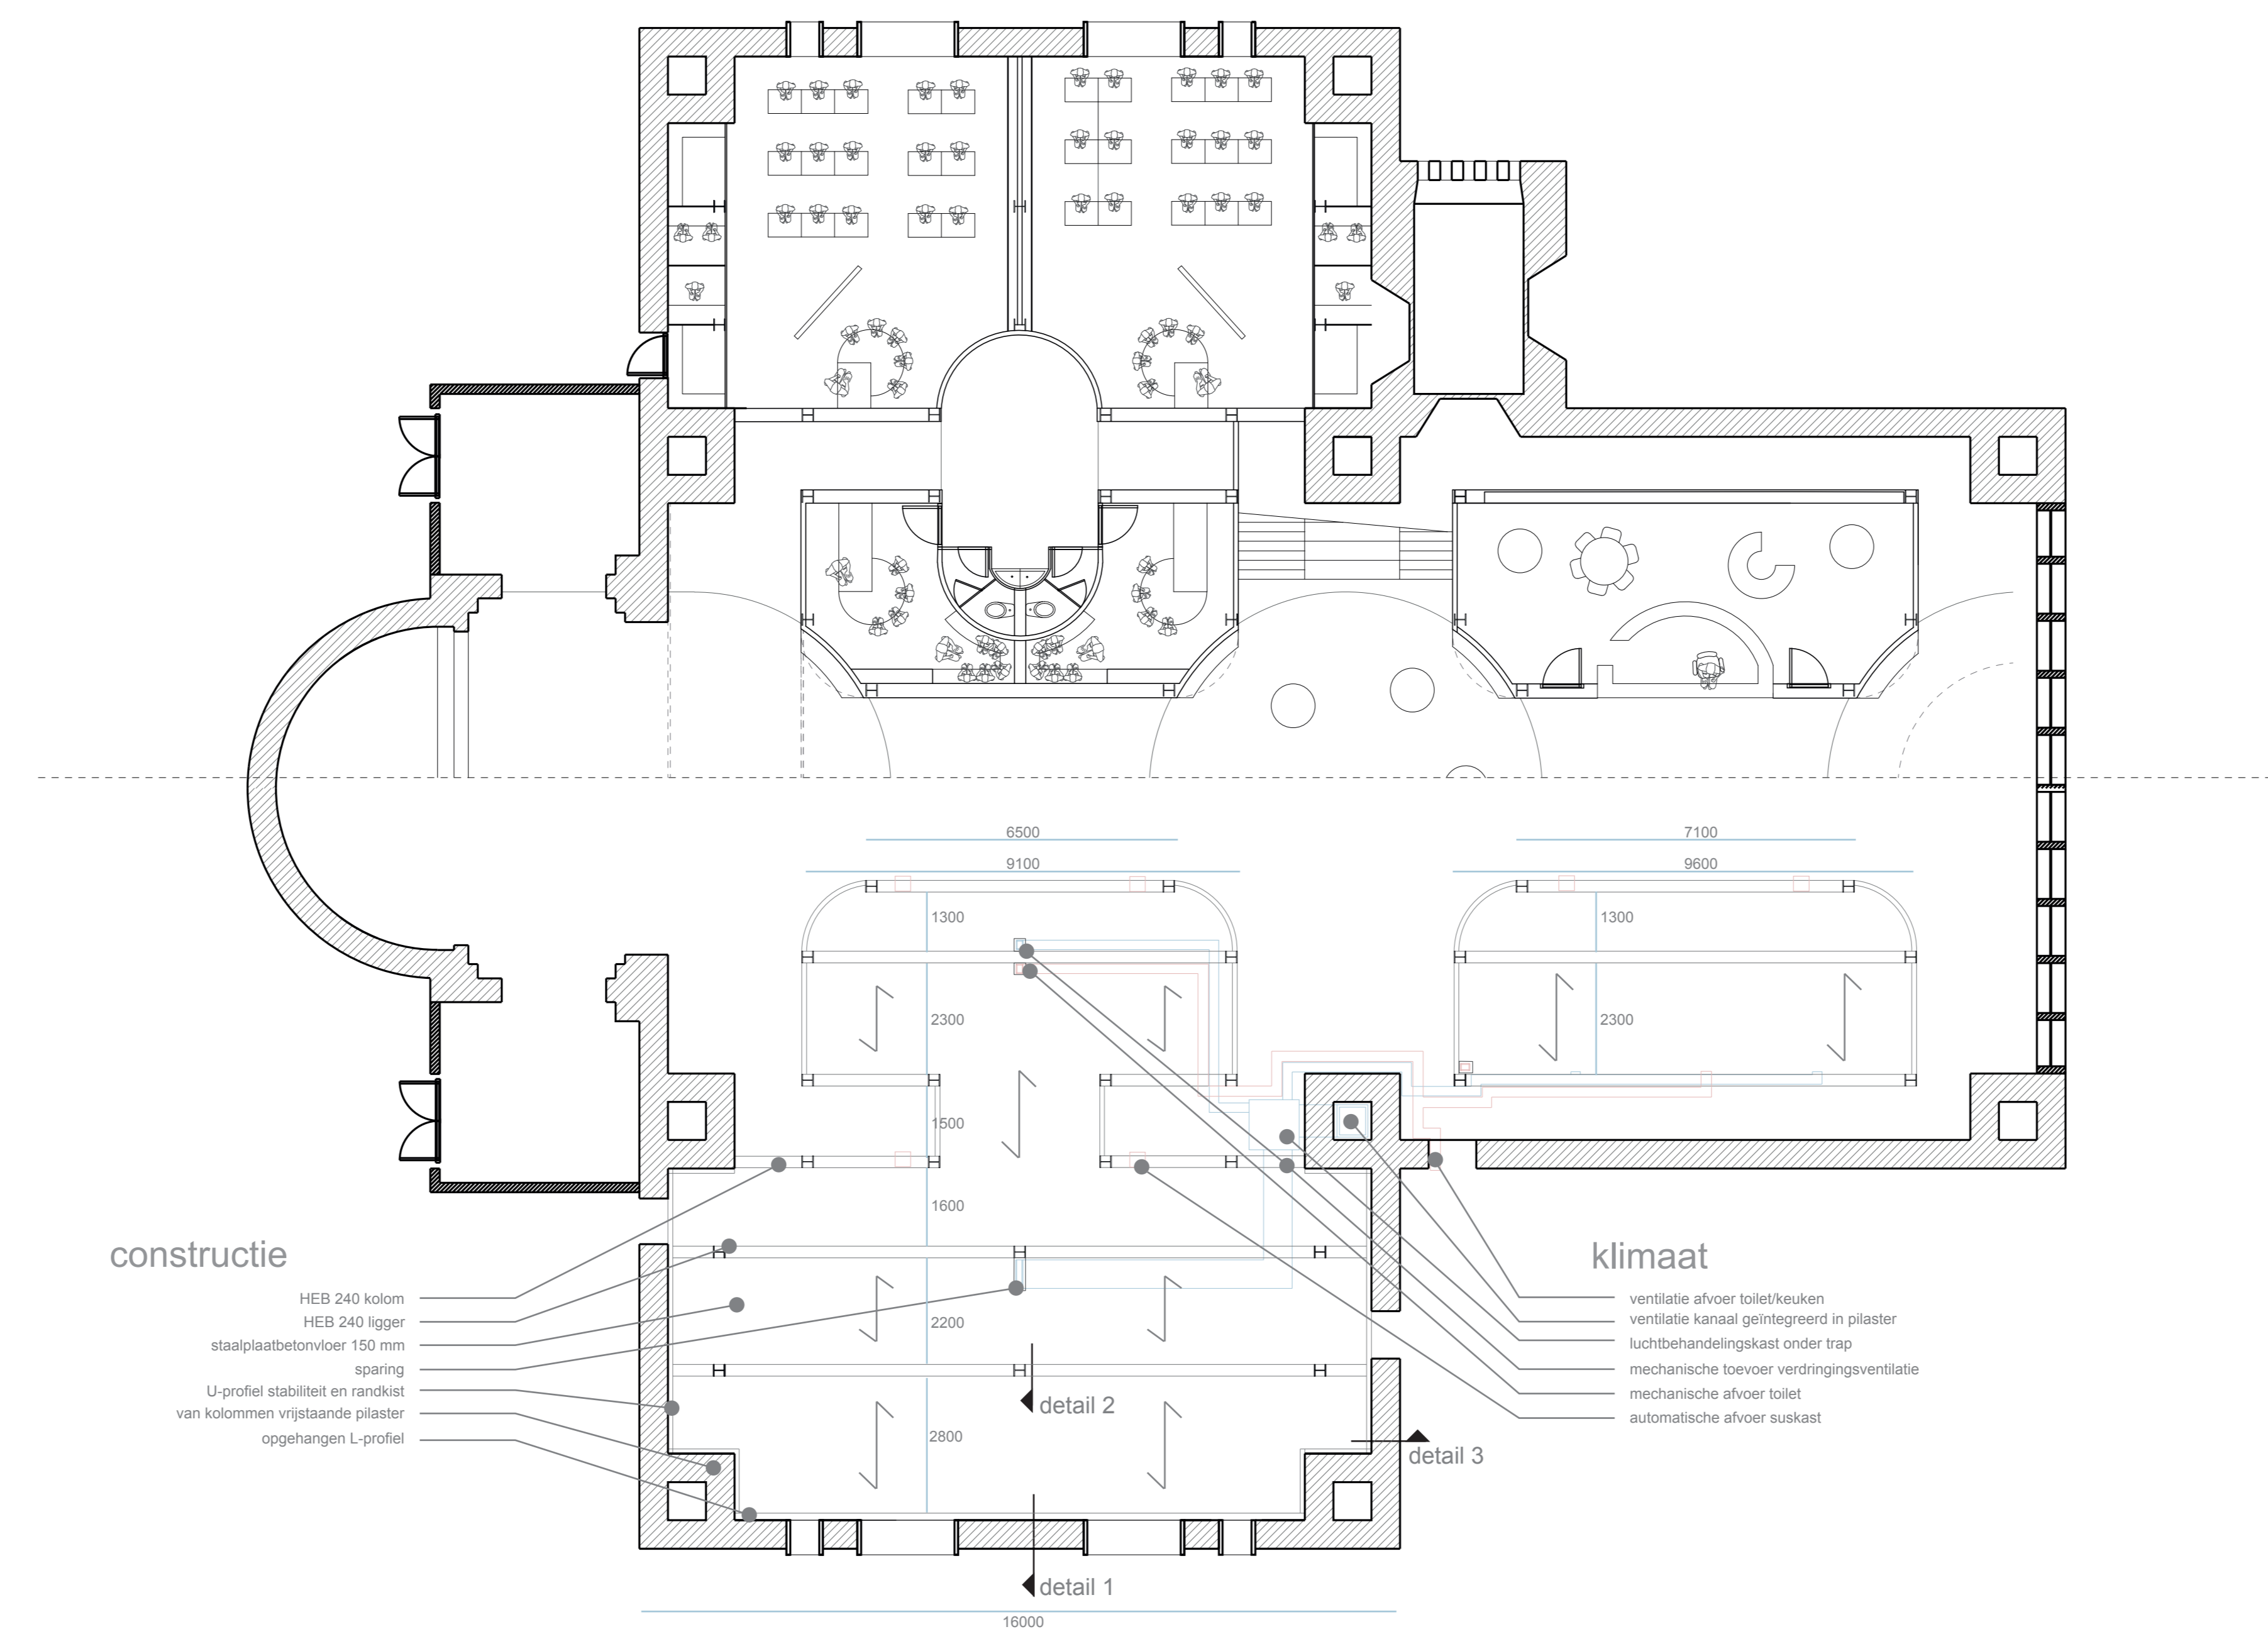 6500
7100
9100
9600
1300
1300
2300
2300
1500
1600
2200
2800
constructie
HEB 240 kolom
HEB 240 ligger
staalplaatbetonvloer 150 mm
sparing
U-profiel stabiliteit en randkist
van kolommen vrijstaande pilaster
opgehangen L-profiel
klimaat
ventilatie afvoer toilet/keuken
ventilatie kanaal geïntegreerd in pilaster
luchtbehandelingskast onder trap
mechanische toevoer verdringingsventilatie
mechanische afvoer toilet
automatische afvoer suskast
detail 2
detail 3
detail 1
16000